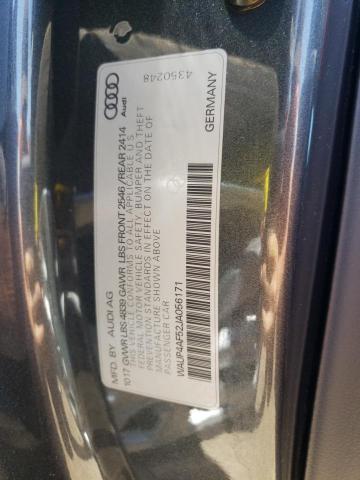 Audi
MFD. BY AUDI AG
10.17 GVWR LBS 4839 GAWR LBS FRONT 2546 /REAR 2414
THIS VEHICLE CONFORMS TO ALL APPLICABLE U.S.
FEDERAL MOTOR VEHICLE SAFETY, BUMPER AND THEFT
PREVENTION STANDARDS IN EFFECT ON THE DATE OF
MANUFACTURE SHOWN ABOVE
PASSENGER CAR
4350248
WAUP4AF52JA056171
GERMANY